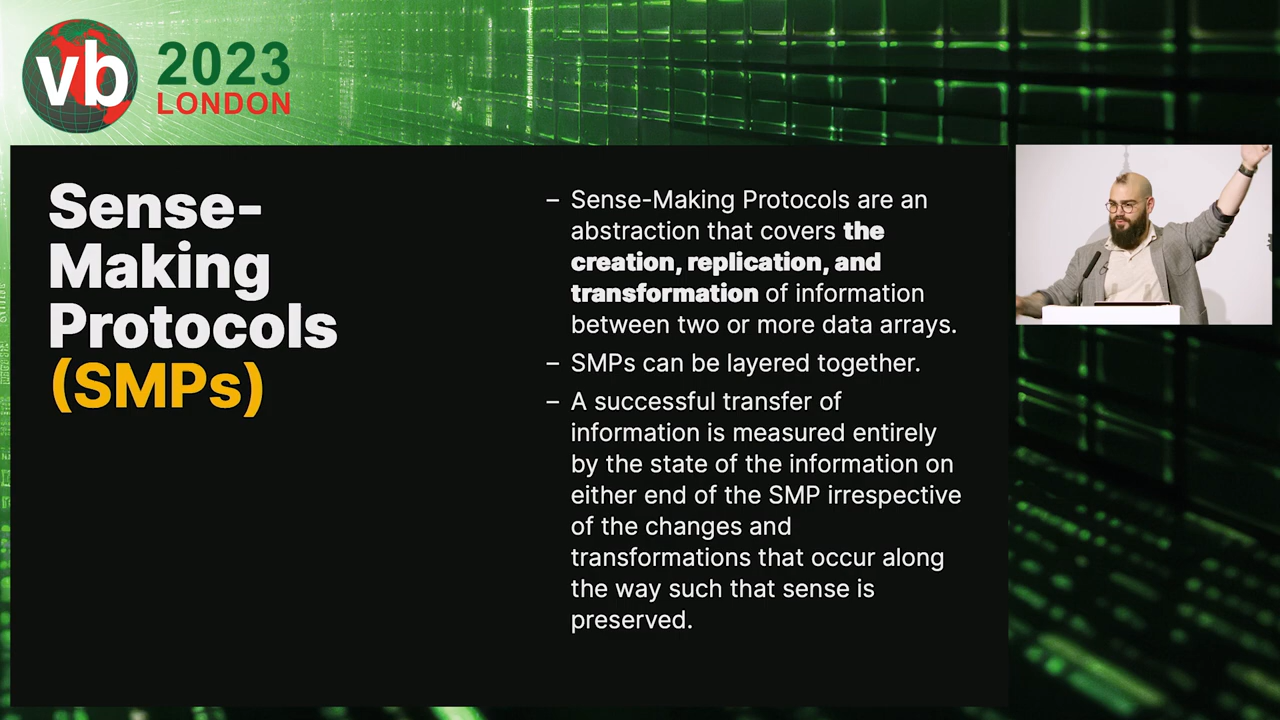 vb
2023
LONDON
Sense-
Making
Protocols
(SMPs)
– Sense-Making Protocols are an
abstraction that covers the
creation, replication, and
transformation of information
between two or more data arrays.
– SMPs can be layered together.
– A successful transfer of
information is measured entirely
by the state of the information on
either end of the SMP irrespective
of the changes and
transformations that occur along
the way such that sense is
preserved.